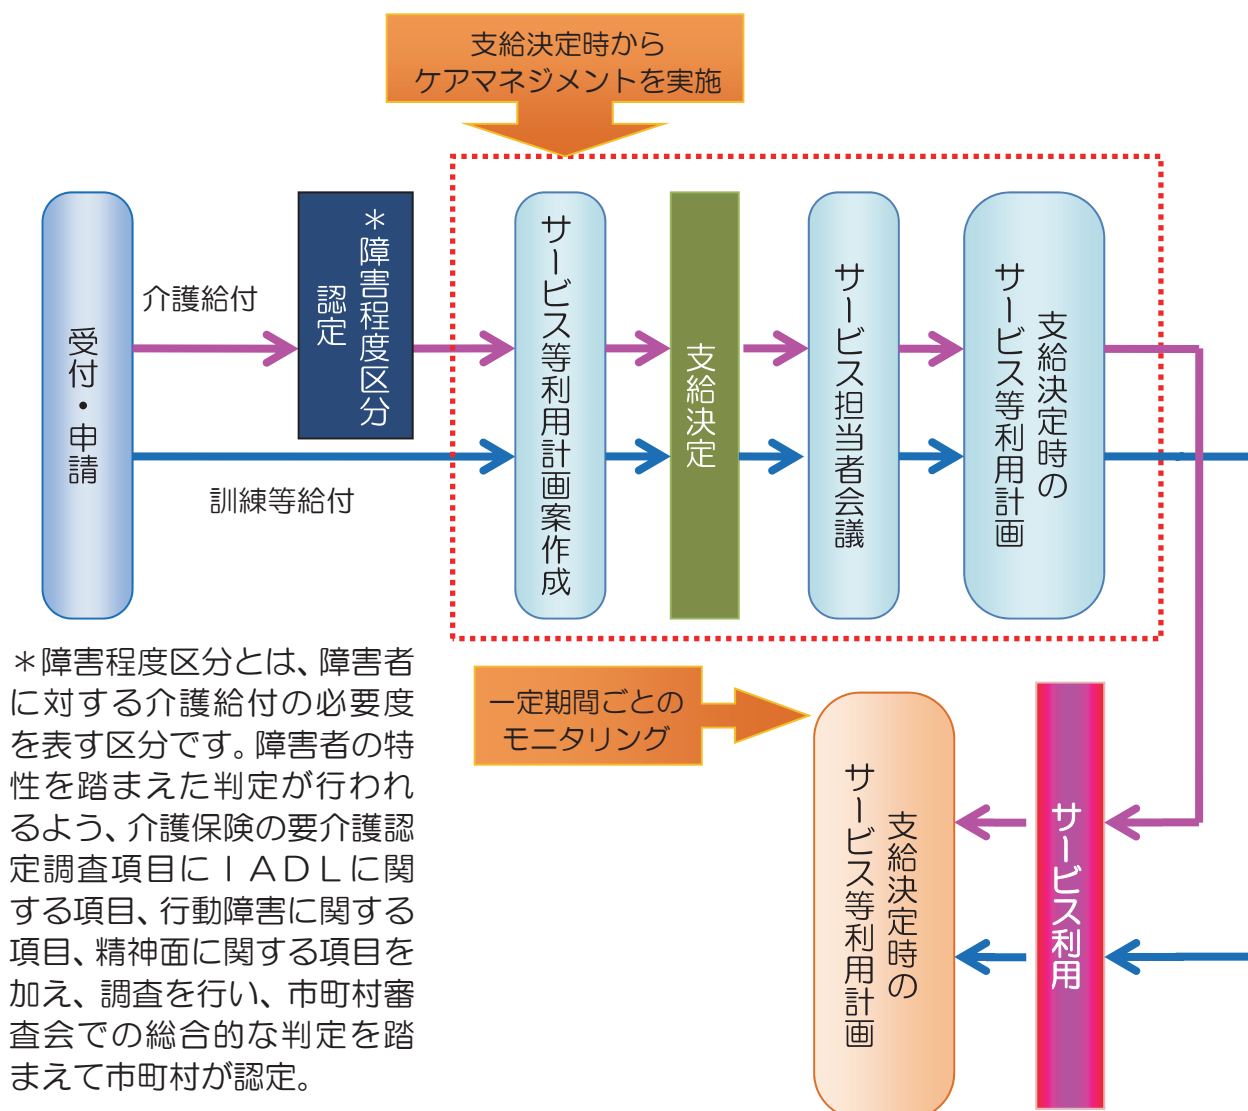 支給決定時から
ケアマネジメントを実施
受付・申請
介護給付
訓練等給付
＊障害程度区分
認定
サービス等利用計画案作成
支給決定
サービス担当者会議
支給決定時の
サービス等利用計画
一定期間ごとの
モニタリング
サービス利用
支給決定時の
サービス等利用計画
＊障害程度区分とは、障害者
に対する介護給付の必要度
を表す区分です。障害者の特
性を踏まえた判定が行われ
るよう、介護保険の要介護認
定調査項目にＩＡＤＬに関
する項目、行動障害に関する
項目、精神面に関する項目を
加え、調査を行い、市町村審
査会での総合的な判定を踏
まえて市町村が認定。